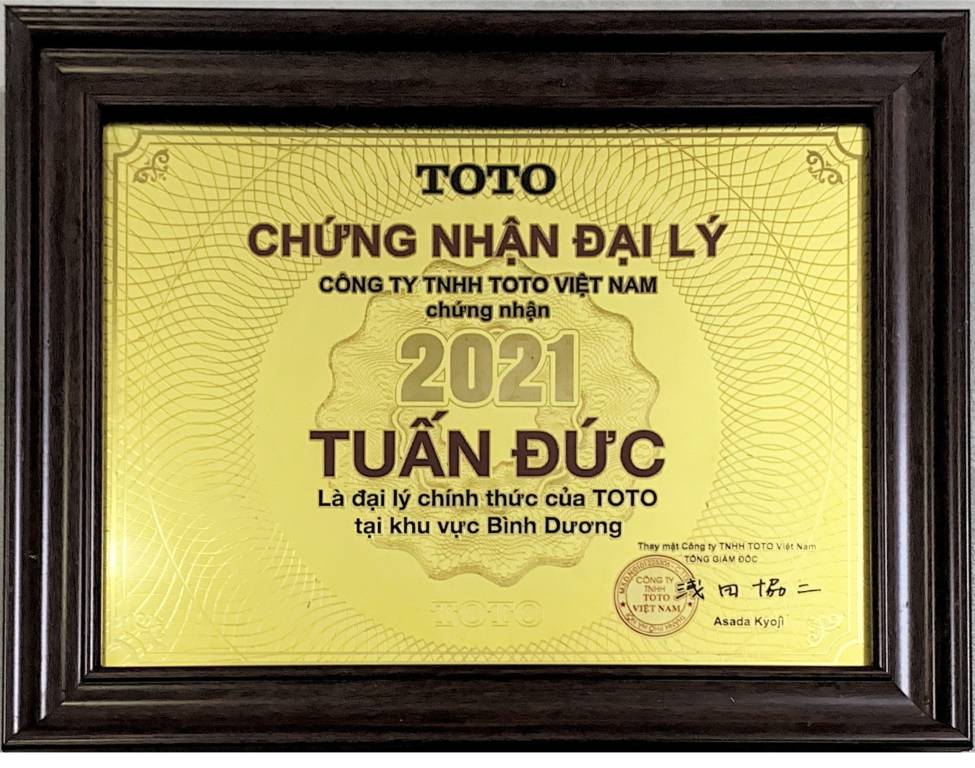 TOTO
CHỨNG NHẬN ĐẠI LÝ
CÔNG TY TNHH TOTO VIỆT NAM
chứng nhận
2021
TUẤN ĐỨC
Là đại lý chính thức của TOTO
tại khu vực Bình Dương
Thay mặt Công ty TNHH TOTO Việt Nam
TỔNG GIÁM ĐỐC
CÔNG TY
TNHH
TOTO
VIỆT NAM
浅田協二
Asada Kyoji
TOTO